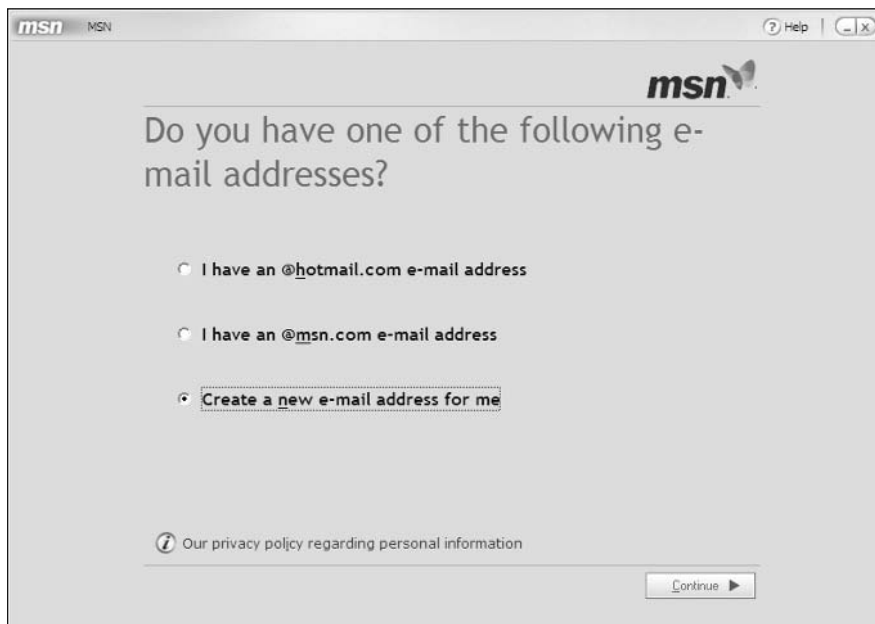 msn MSN Help
msn
Do you have one of the following e-
mail addresses?
I have an @hotmail.com e-mail address
I have an @msn.com e-mail address
Create a new e-mail address for me
Our privacy policy regarding personal information
Continue